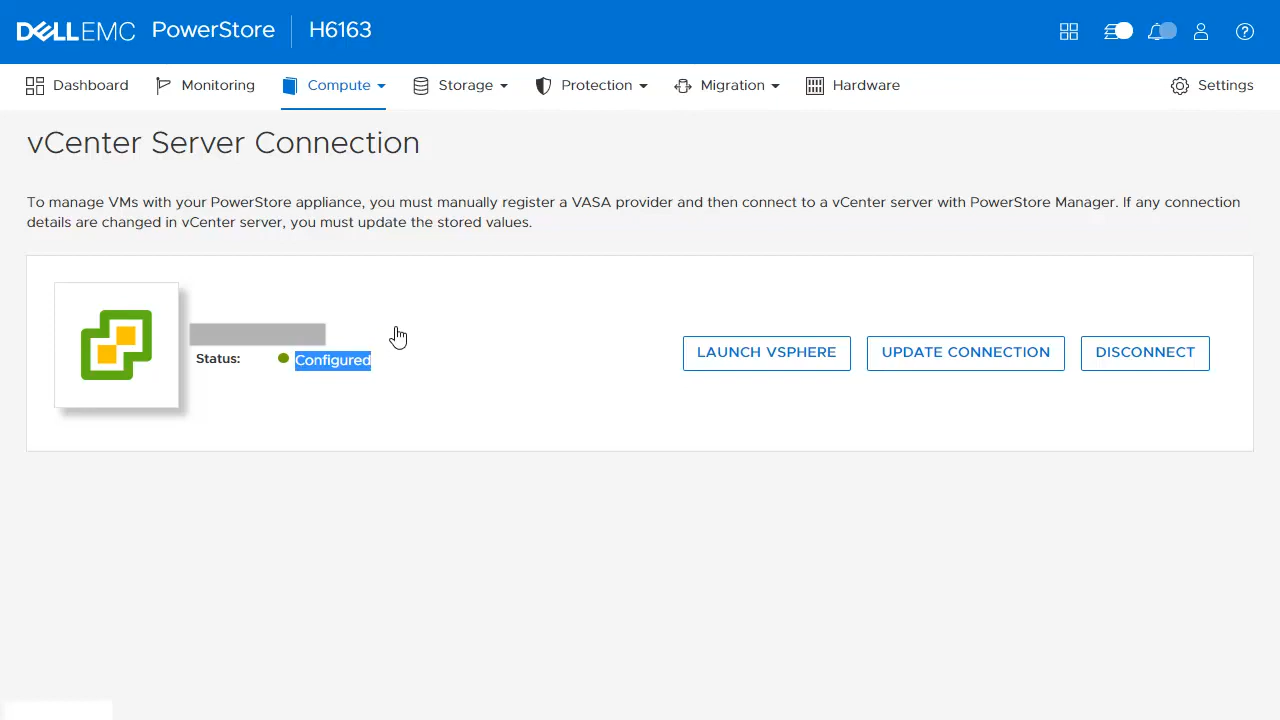 DELLEMC PowerStore H6163
Dashboard Monitoring Compute Storage Protection Migration Hardware Settings
vCenter Server Connection
To manage VMs with your PowerStore appliance, you must manually register a VASA provider and then connect to a vCenter server with PowerStore Manager. If any connection
details are changed in vCenter server, you must update the stored values.
Status: Configured
LAUNCH VSPHERE UPDATE CONNECTION DISCONNECT